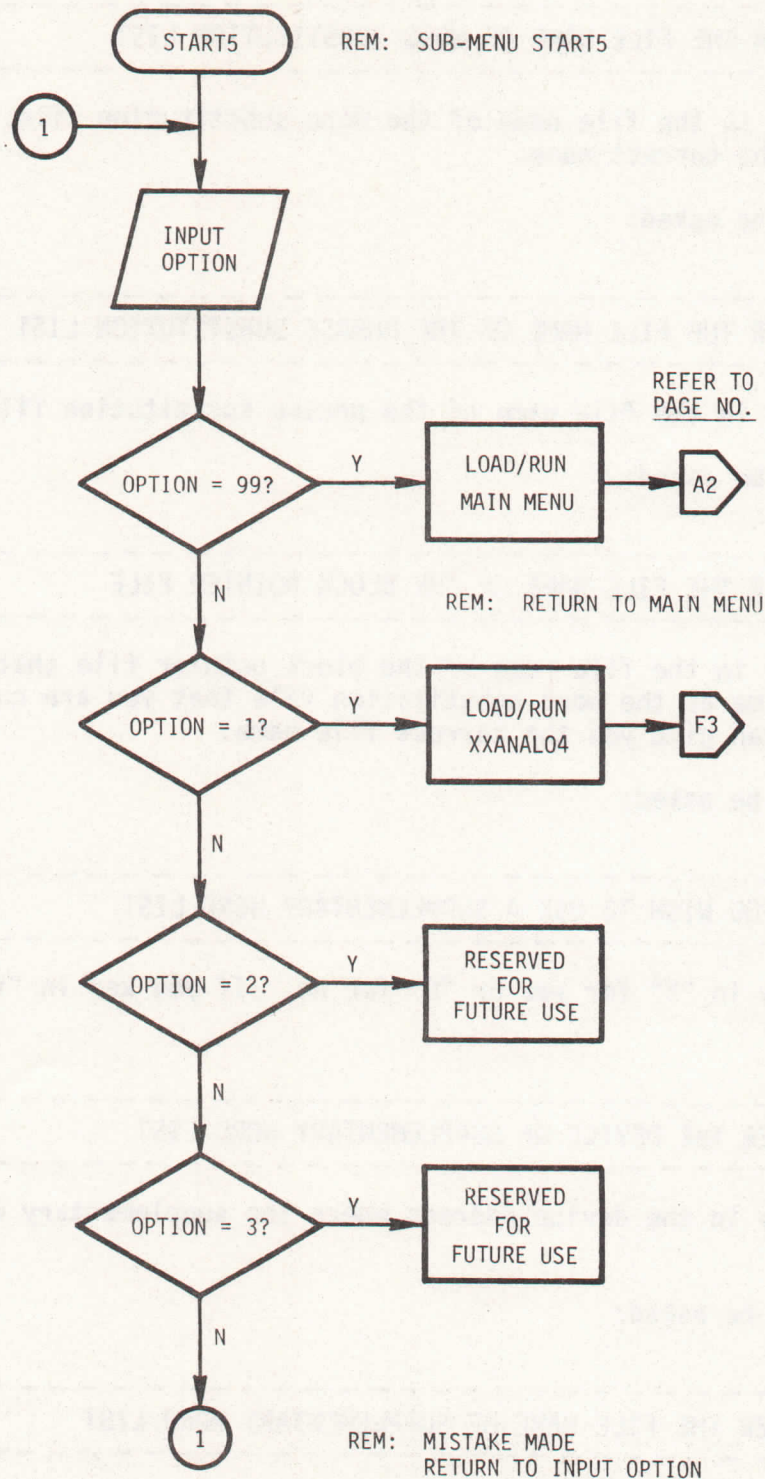 START5
REM: SUB-MENU START5
1
INPUT
OPTION
REFER TO
PAGE NO.
OPTION = 99?
Y
LOAD/RUN
MAIN MENU
A2
N
REM: RETURN TO MAIN MENU
OPTION = 1?
Y
LOAD/RUN
XXANAL04
F3
N
OPTION = 2?
Y
RESERVED
FOR
FUTURE USE
N
OPTION = 3?
Y
RESERVED
FOR
FUTURE USE
N
1
REM: MISTAKE MADE
RETURN TO INPUT OPTION